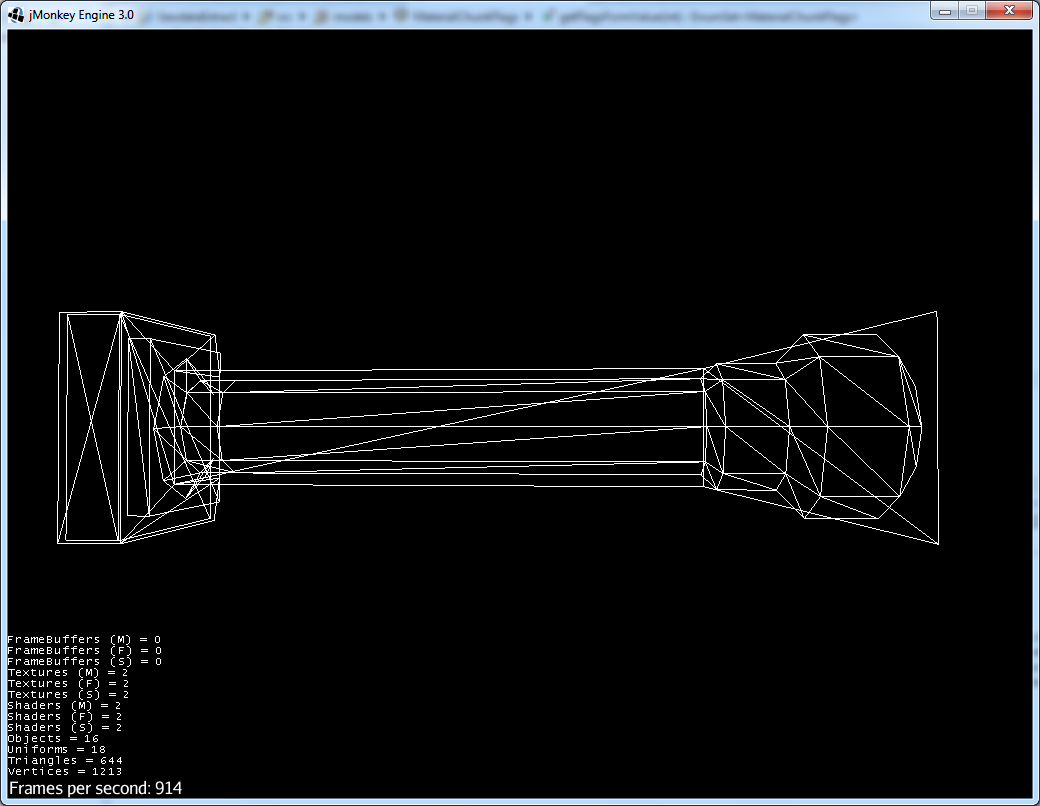 jMonkey Engine 3.0
FrameBuffers (M) = 0
FrameBuffers (F) = 0
FrameBuffers (S) = 0
Textures (M) = 2
Textures (F) = 2
Textures (S) = 2
Shaders (M) = 2
Shaders (F) = 2
Shaders (S) = 2
Objects = 16
Uniforms = 18
Triangles = 644
Vertices = 1213
Frames per second: 914